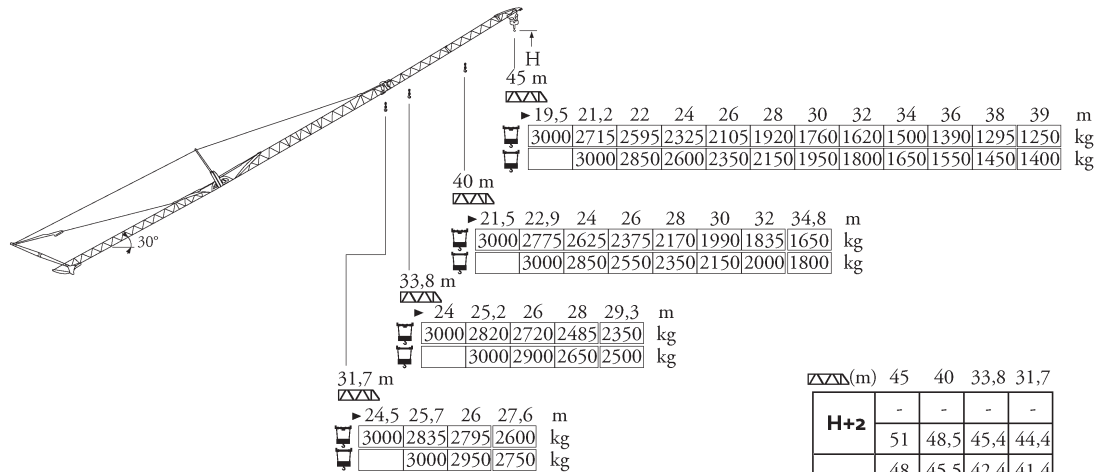 H
45 m
19,5 21,2 22 24 26 28 30 32 34 36 38 39 m
3000 2715 2595 2325 2105 1920 1760 1620 1500 1390 1295 1250 kg
3000 2850 2600 2350 2150 1950 1800 1650 1550 1450 1400 kg
40 m
21,5 22,9 24 26 28 30 32 34,8 m
3000 2775 2625 2375 2170 1990 1835 1650 kg
3000 2850 2550 2350 2150 2000 1800 kg
30°
33,8 m
24 25,2 26 28 29,3 m
3000 2820 2720 2485 2350 kg
3000 2900 2650 2500 kg
31,7 m
24,5 25,7 26 27,6 m
3000 2835 2795 2600 kg
3000 2950 2750 kg
(m) 45 40 33,8 31,7
H+2 - - - -
51 48,5 45,4 44,4
48 45,5 42,4 41,4